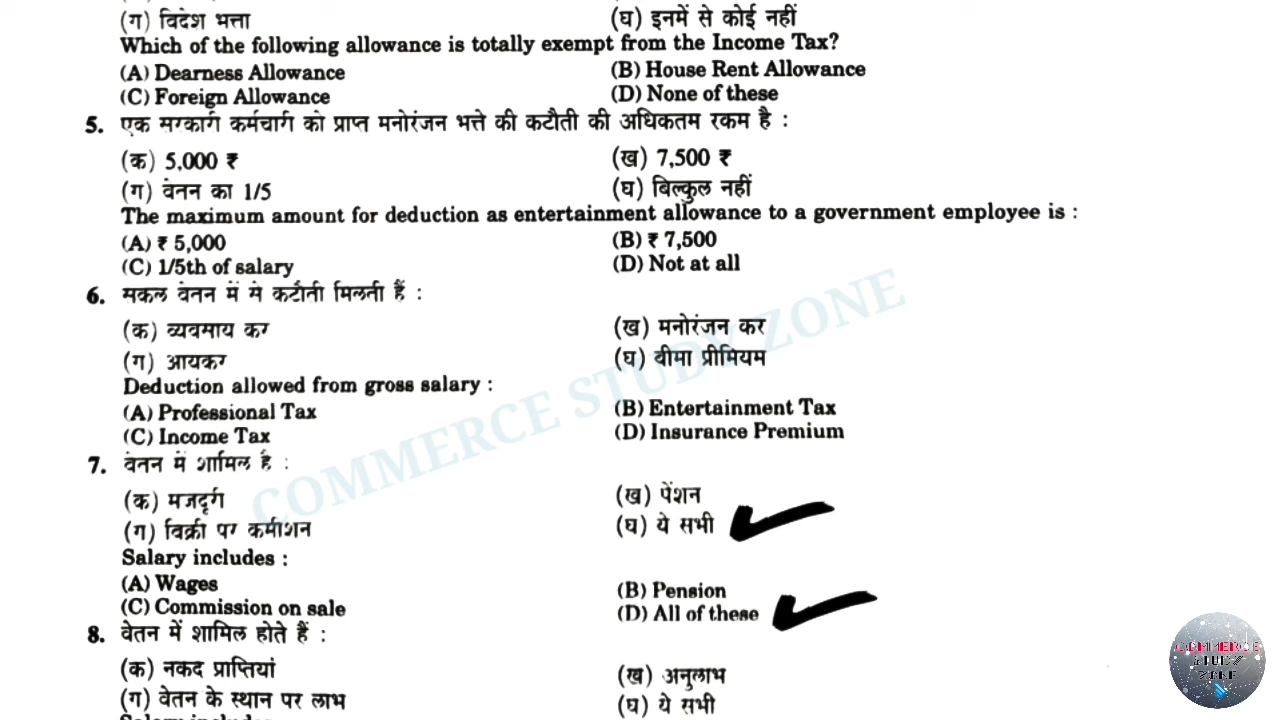 (ग) विदेश भत्ता (घ) इनमें से कोई नहीं
Which of the following allowance is totally exempt from the Income Tax?
(A) Dearness Allowance (B) House Rent Allowance
(C) Foreign Allowance (D) None of these
5. एक सरकारी कर्मचारी को प्राप्त मनोरंजन भत्ते की कटौती की अधिकतम रकम है :
(क) 5,000 ₹ (ख) 7,500 ₹
(ग) वेतन का 1/5 (घ) बिल्कुल नहीं
The maximum amount for deduction as entertainment allowance to a government employee is :
(A) ₹ 5,000 (B) ₹ 7,500
(C) 1/5th of salary (D) Not at all
6. सकल वेतन में से कटौती मिलती हैं :
(क) व्यवसाय कर (ख) मनोरंजन कर
(ग) आयकर (घ) बीमा प्रीमियम
Deduction allowed from gross salary :
(A) Professional Tax (B) Entertainment Tax
(C) Income Tax (D) Insurance Premium
7. वेतन में शामिल है :
(क) मजदूरी (ख) पेंशन
(ग) विक्री पर कमीशन (घ) ये सभी
Salary includes :
(A) Wages (B) Pension
(C) Commission on sale (D) All of these
8. वेतन में शामिल होते हैं :
(क) नकद प्राप्तियां (ख) अनुलाभ
(ग) वेतन के स्थान पर लाभ (घ) ये सभी
Salary includes
COMMERCE STUDY ZONE
COMMERCE
STUDY
ZONE